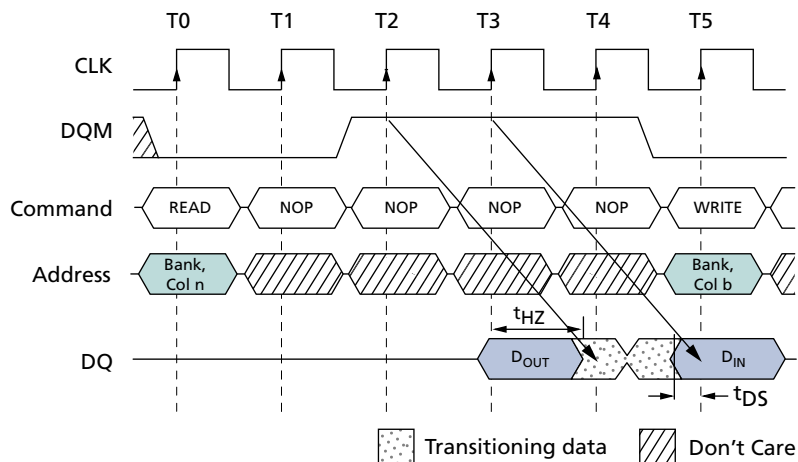 T0 T1 T2 T3 T4 T5
CLK
DQM
Command READ NOP NOP NOP NOP WRITE
Address Bank, Col n Bank, Col b
tHZ
DQ DOUT DIN
tDS
Transitioning data Don't Care